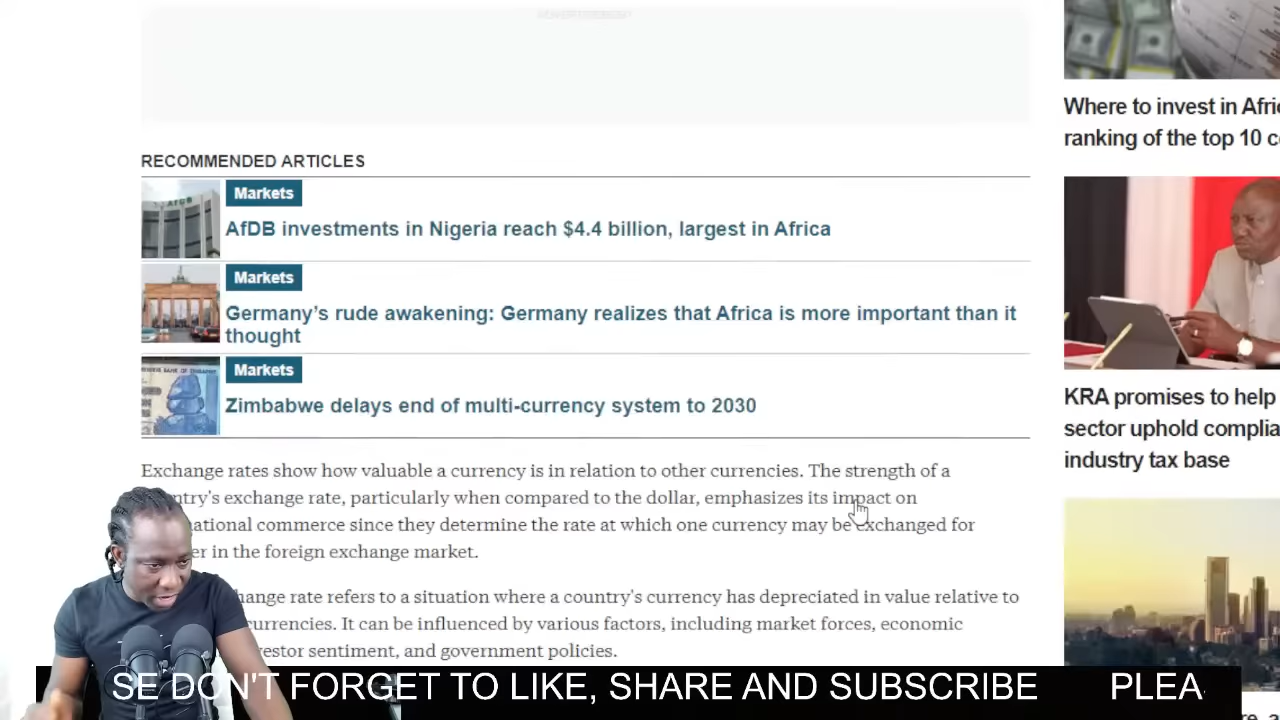 RECOMMENDED ARTICLES
Markets
AfDB investments in Nigeria reach $4.4 billion, largest in Africa
Markets
Germany’s rude awakening: Germany realizes that Africa is more important than it
thought
Markets
Zimbabwe delays end of multi-currency system to 2030
Exchange rates show how valuable a currency is in relation to other currencies. The strength of a
exchange rate, particularly when compared to the dollar, emphasizes its impact on
commerce since they determine the rate at which one currency may be exchanged for
in the foreign exchange market.
rate refers to a situation where a country's currency has depreciated in value relative to
currencies. It can be influenced by various factors, including market forces, economic
sentiment, and government policies.
Where to invest in
ranking of the top 10
KRA promises to help
sector uphold
industry tax base
DON'T FORGET TO LIKE, SHARE AND SUBSCRIBE